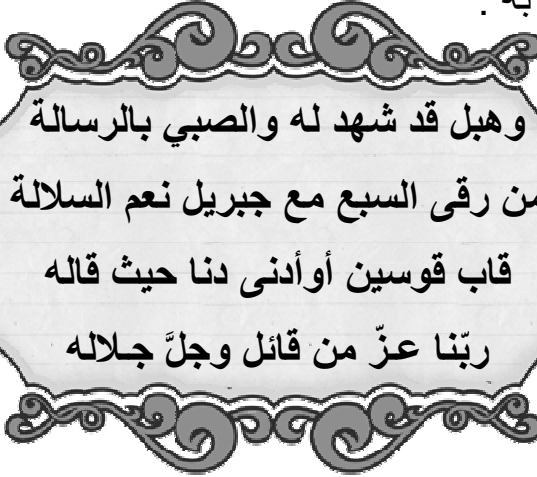 به .
وهبل قد شهد له والصبي بالرسالة
من رقى السبع مع جبريل نعم السلالة
قاب قوسين أوأدنى دنا حيث قاله
ربّنا عزّ من قائل وجلَّ جلاله